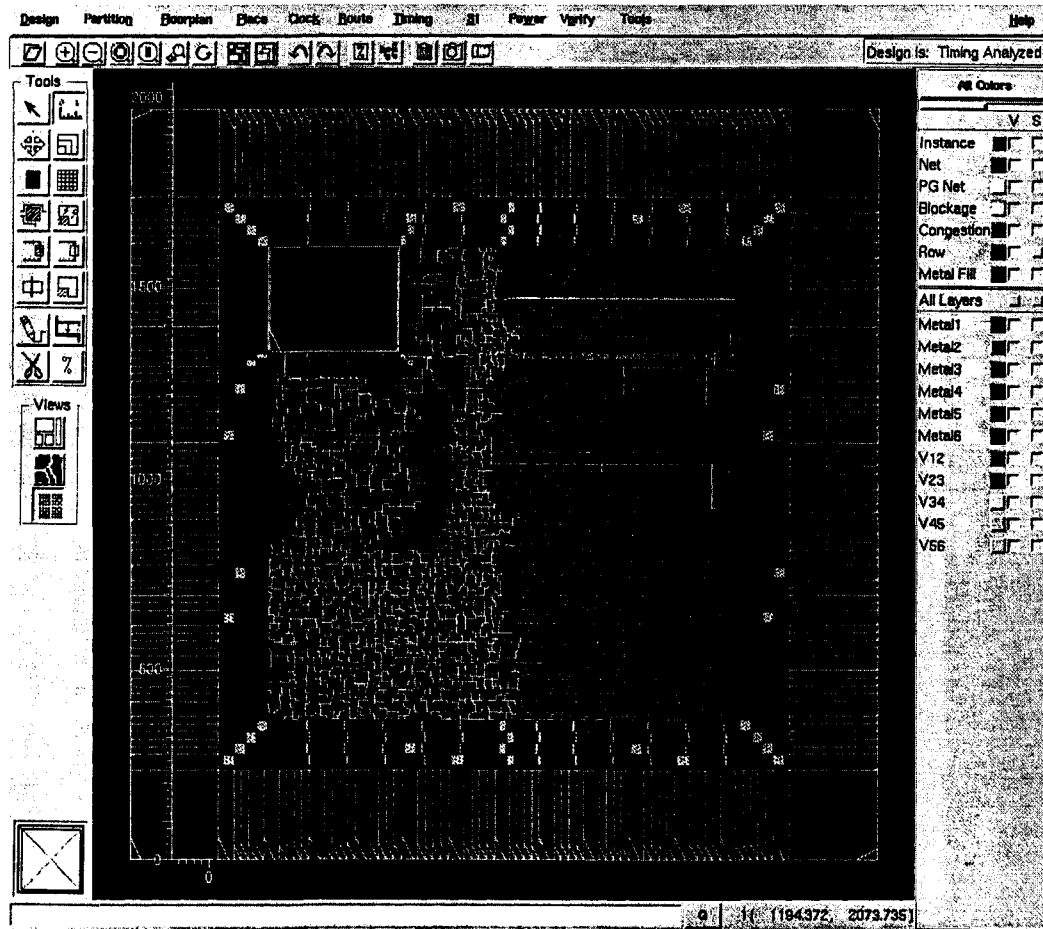 Design Partition Floorplan Place Clock Route Timing SI Power Verify Tools Help
Design is: Timing Analyzed
Tools
All Colors
V S
Instance
Net
PG Net
Blockage
Congestion
Row
Metal Fill
All Layers
Metal1
Metal2
Metal3
Metal4
Metal5
Metal6
V12
V23
V34
V45
V56
Views
2000
1500
1000
500
0
0
Q (1194.372, 2073.735)